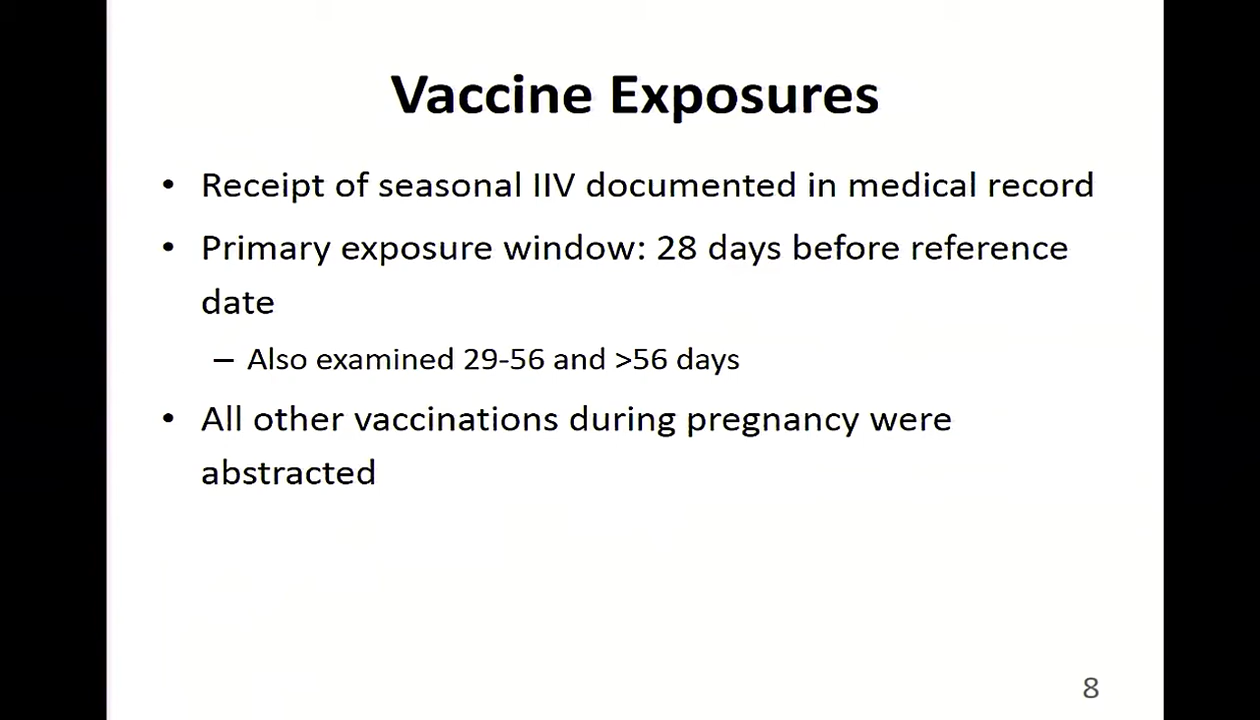 Vaccine Exposures
• Receipt of seasonal IIV documented in medical record
• Primary exposure window: 28 days before reference
date
– Also examined 29-56 and >56 days
• All other vaccinations during pregnancy were
abstracted
8